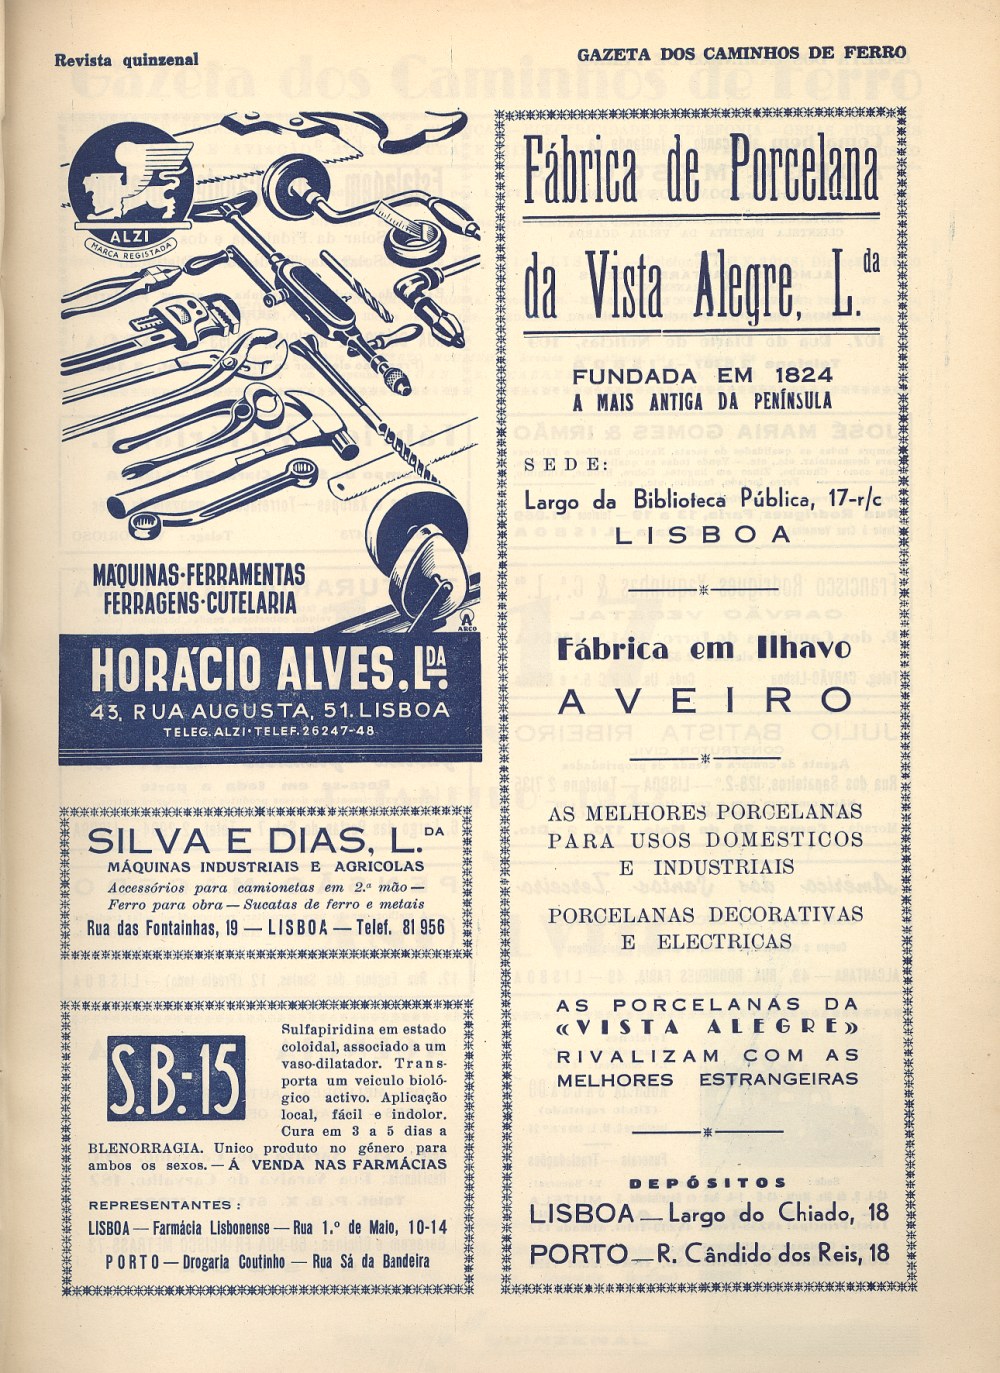 Revista quinzenal
GAZETA DOS CAMINHOS DE FERRO
ALZI
MARCA REGISTADA
MÁQUINAS·FERRAMENTAS
FERRAGENS·CUTELARIA
ARCO
HORÁCIO ALVES, LDA.
43, RUA AUGUSTA, 51. LISBOA
TELEG. ALZI·TELEF. 26247-48
SILVA E DIAS, L.DA
MÁQUINAS INDUSTRIAIS E AGRICOLAS
Accessórios para camionetas em 2.ª mão —
Ferro para obra — Sucatas de ferro e metais
Rua das Fontainhas, 19 — LISBOA — Telef. 81 956
S.B.-15
Sulfapiridina em estado
coloidal, associado a um
vaso-dilatador. Trans-
porta um veiculo bioló-
gico activo. Aplicação
local, fácil e indolor.
Cura em 3 a 5 dias a
BLENORRAGIA. Unico produto no género para
ambos os sexos. — Á VENDA NAS FARMÁCIAS
REPRESENTANTES :
LISBOA — Farmácia Lisbonense — Rua 1.º de Maio, 10-14
PORTO — Drogaria Coutinho — Rua Sá da Bandeira
Fábrica de Porcelana
da Vista Alegre, L.da
FUNDADA EM 1824
A MAIS ANTIGA DA PENÍNSULA
SEDE:
Largo da Biblioteca Pública, 17-r/c
LISBOA
Fábrica em Ilhavo
AVEIRO
AS MELHORES PORCELANAS
PARA USOS DOMESTICOS
E INDUSTRIAIS
PORCELANAS DECORATIVAS
E ELECTRICAS
AS PORCELANAS DA
«VISTA ALEGRE»
RIVALIZAM COM AS
MELHORES ESTRANGEIRAS
DEPÓSITOS
LISBOA — Largo do Chiado, 18
PORTO — R. Cândido dos Reis, 18